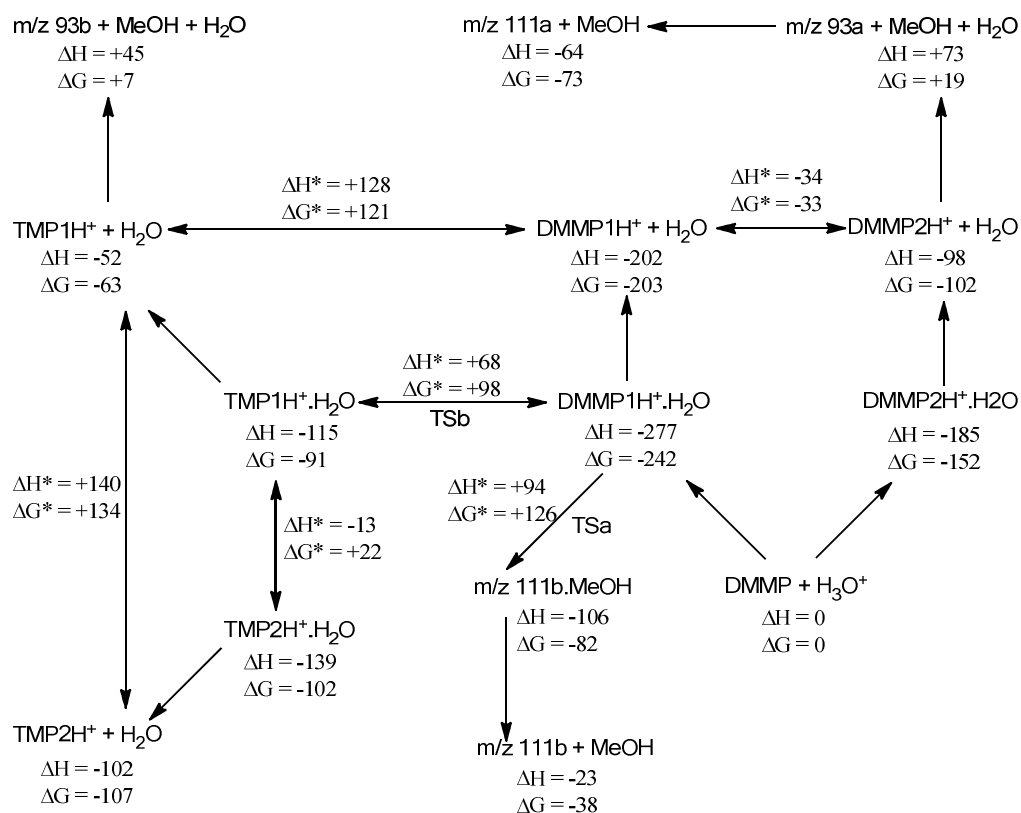 m/z 93b + MeOH + H₂O
ΔH = +45
ΔG = +7
m/z 111a + MeOH
ΔH = -64
ΔG = -73
m/z 93a + MeOH + H₂O
ΔH = +73
ΔG = +19
TMP1H⁺ + H₂O
ΔH = -52
ΔG = -63
ΔH* = +128
ΔG* = +121
DMMP1H⁺ + H₂O
ΔH = -202
ΔG = -203
ΔH* = -34
ΔG* = -33
DMMP2H⁺ + H₂O
ΔH = -98
ΔG = -102
TMP1H⁺.H₂O
ΔH = -115
ΔG = -91
ΔH* = +68
ΔG* = +98
TSb
DMMP1H⁺.H₂O
ΔH = -277
ΔG = -242
DMMP2H⁺.H2O
ΔH = -185
ΔG = -152
ΔH* = +140
ΔG* = +134
ΔH* = -13
ΔG* = +22
ΔH* = +94
ΔG* = +126
TSa
m/z 111b.MeOH
ΔH = -106
ΔG = -82
DMMP + H₃O⁺
ΔH = 0
ΔG = 0
TMP2H⁺.H₂O
ΔH = -139
ΔG = -102
TMP2H⁺ + H₂O
ΔH = -102
ΔG = -107
m/z 111b + MeOH
ΔH = -23
ΔG = -38